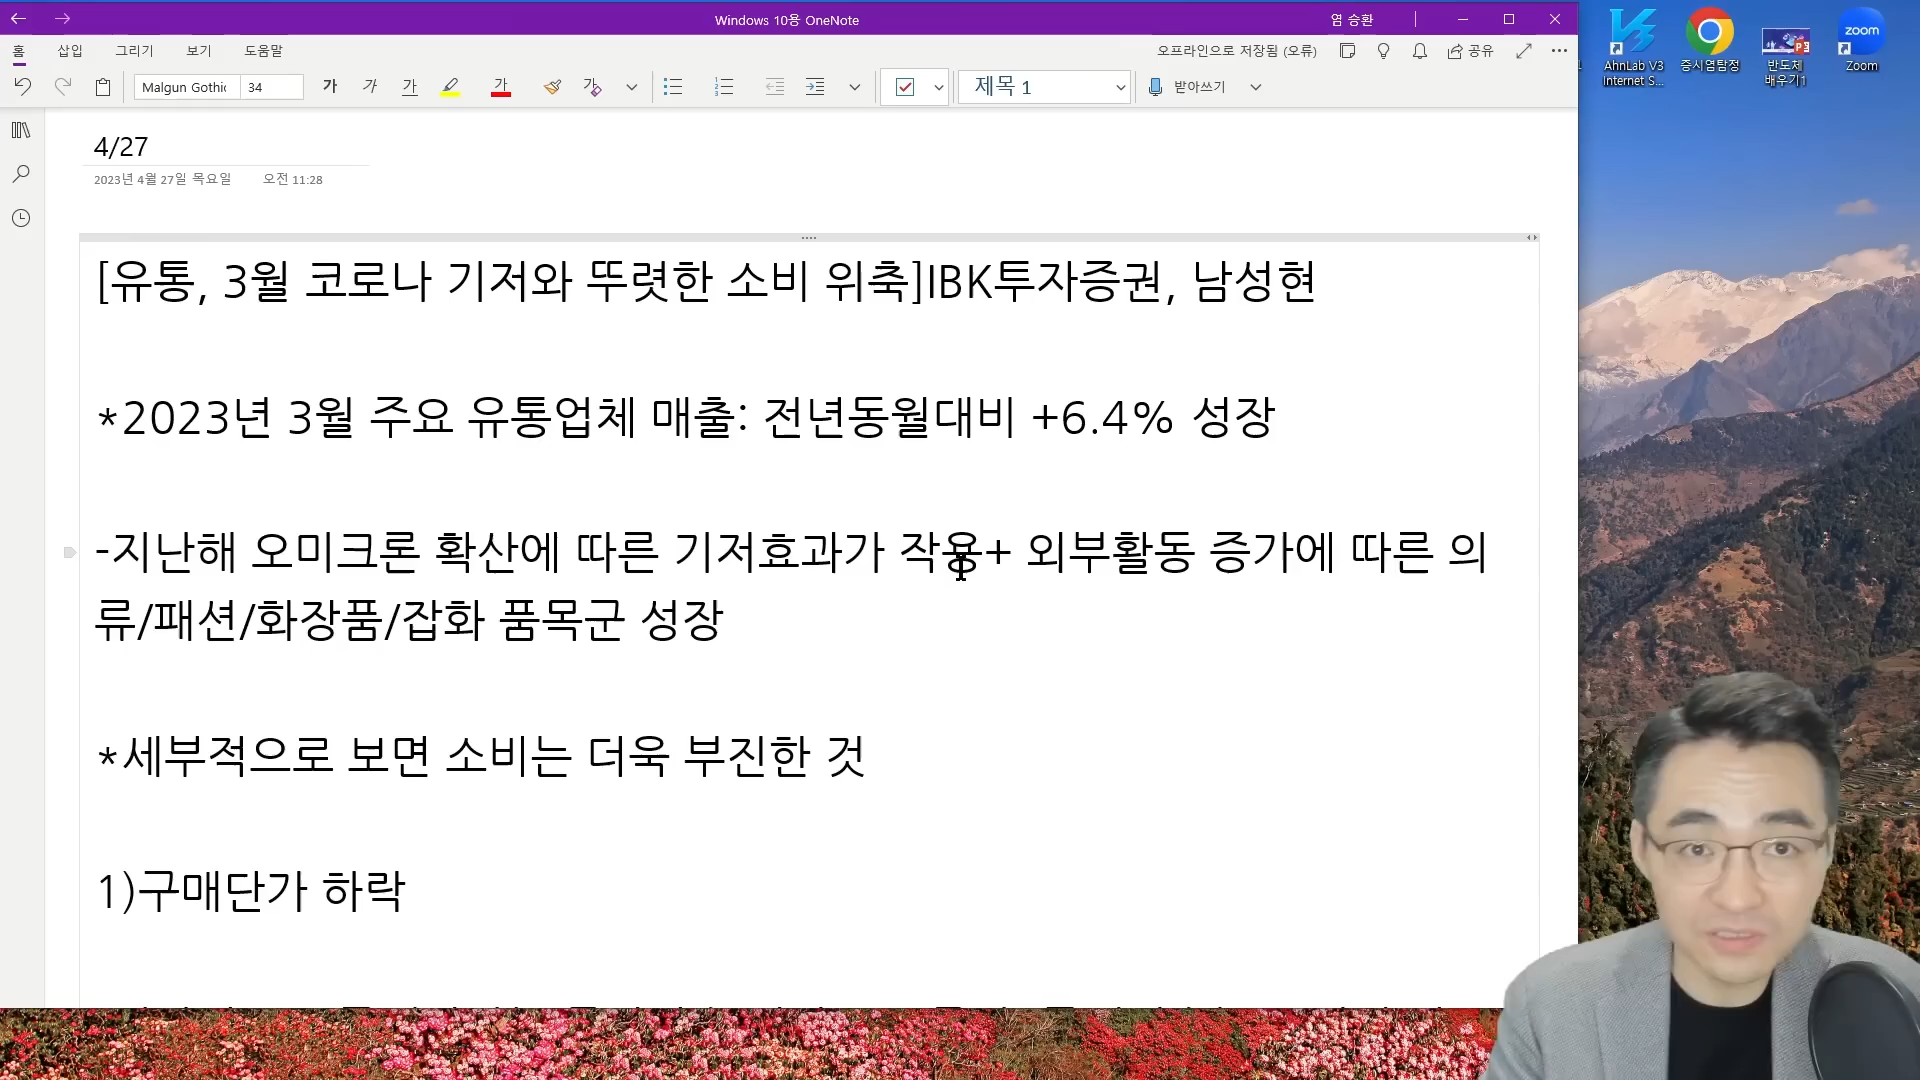 Windows 10용 OneNote
염 승환
홈 삽입 그리기 보기 도움말
오프라인으로 저장됨 (오류)
공유
Malgun Gothic 34
가 가 가 가
제목 1
받아쓰기
AhnLab V3
Internet S...
증시염탐정
반도체
배우기1
zoom
Zoom
4/27
2023년 4월 27일 목요일 오전 11:28
[유통, 3월 코로나 기저와 뚜렷한 소비 위축]IBK투자증권, 남성현
*2023년 3월 주요 유통업체 매출: 전년동월대비 +6.4% 성장
-지난해 오미크론 확산에 따른 기저효과가 작용+ 외부활동 증가에 따른 의
류/패션/화장품/잡화 품목군 성장
*세부적으로 보면 소비는 더욱 부진한 것
1)구매단가 하락